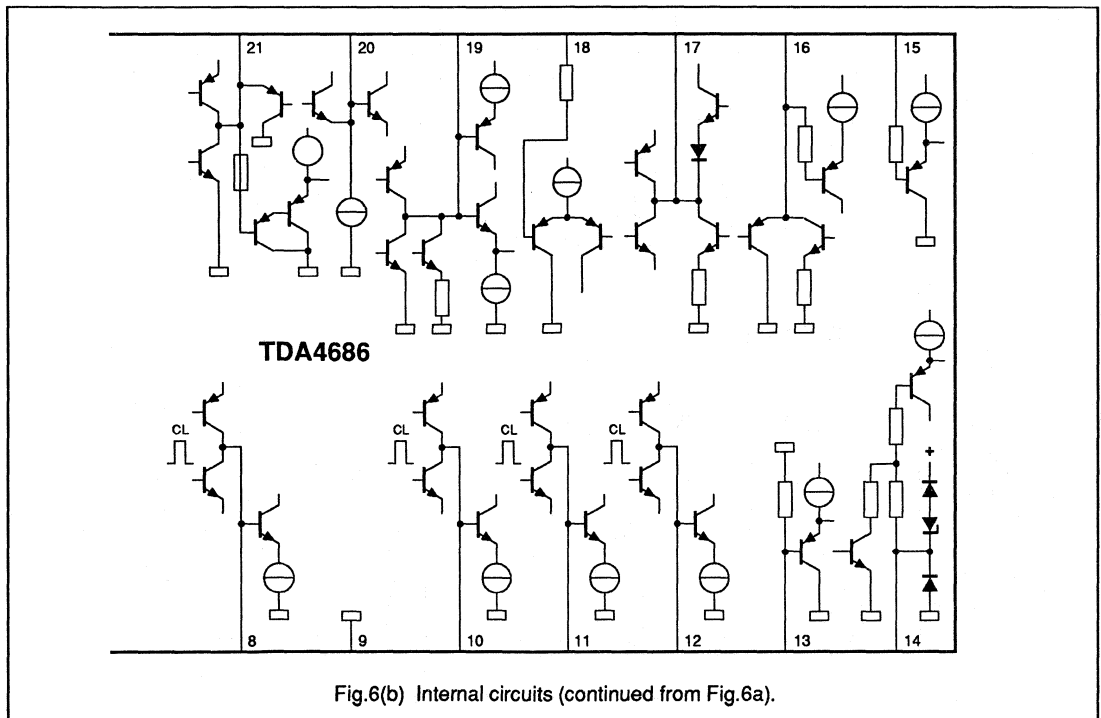 21 20 19 18 17 16 15
TDA4686
+
CL CL CL CL
8 9 10 11 12 13 14
Fig.6(b) Internal circuits (continued from Fig.6a).